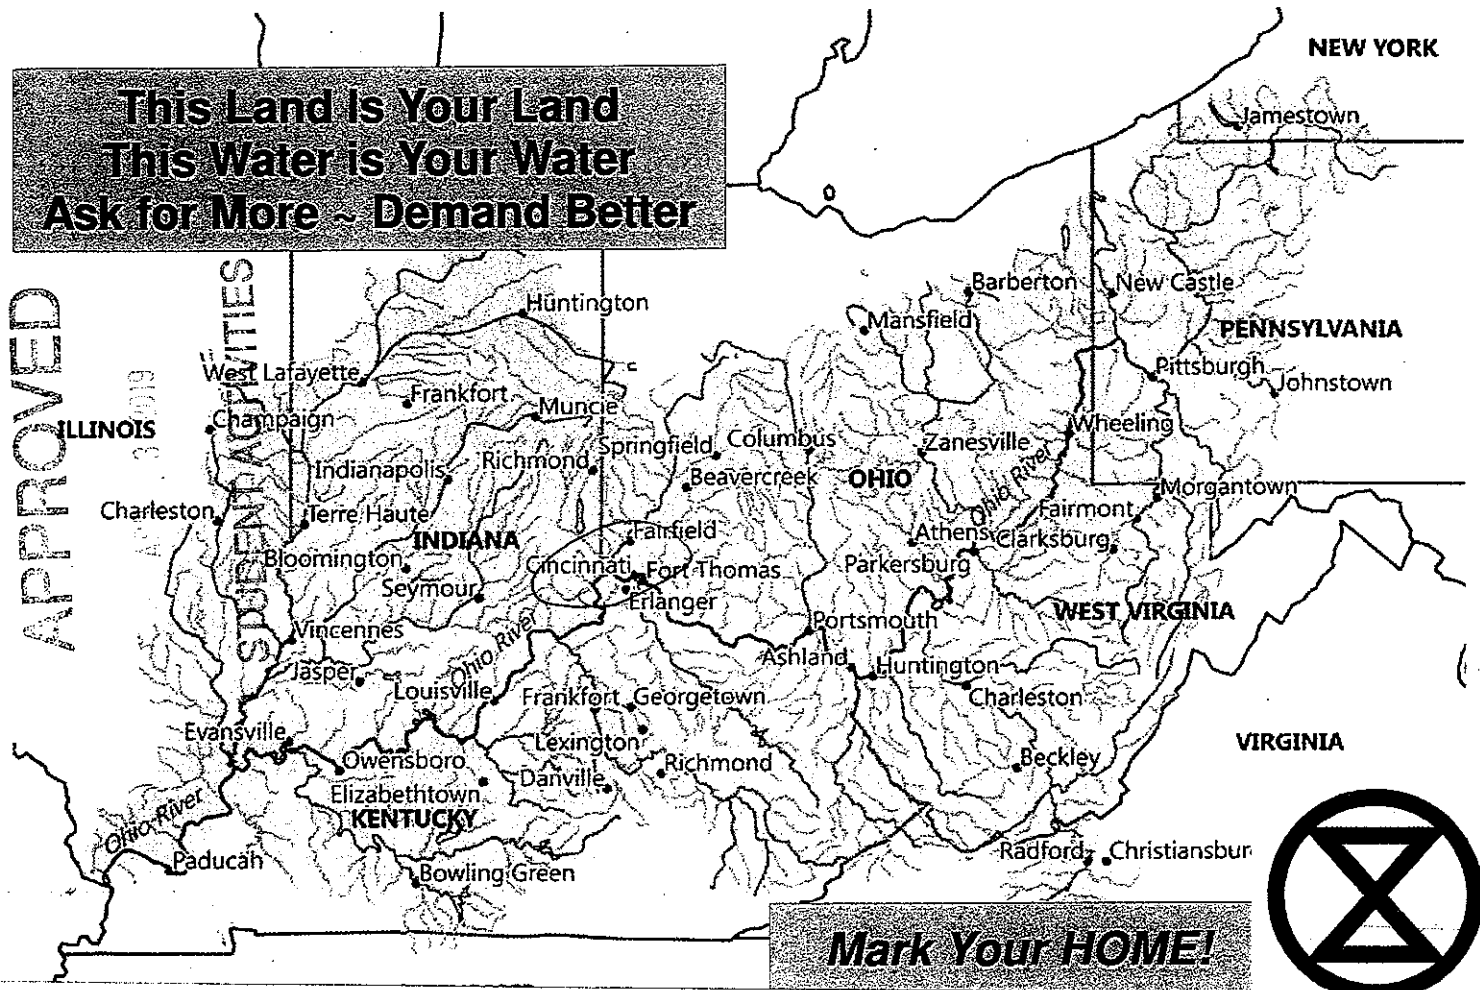 NEW YORK
This Land Is Your Land
This Water is Your Water
Ask for More ~ Demand Better
Jamestown
APPROVED
STUDENT ACTIVITIES
Huntington
Barberton
New Castle
Mansfield
PENNSYLVANIA
West Lafayette
Pittsburgh
Johnstown
Frankfort
Muncie
Champaign
ILLINOIS
Wheeling
Springfield
Columbus
Zanesville
Indianapolis
Richmond
Beavercreek
OHIO
Ohio River
Morgantown
Charleston
Terre Haute
Fairmont
INDIANA
Fairfield
Athens
Clarksburg
Bloomington
Cincinnati
Fort Thomas
Parkersburg
Seymour
Erlanger
WEST VIRGINIA
Vincennes
Portsmouth
Ohio River
Jasper
Ashland
Huntington
Louisville
Frankfort
Georgetown
Charleston
Evansville
Lexington
VIRGINIA
Owensboro
Danville
Richmond
Beckley
Elizabethtown
KENTUCKY
Ohio River
Paducah
Radford
Christiansbur
Bowling Green
Mark Your HOME!